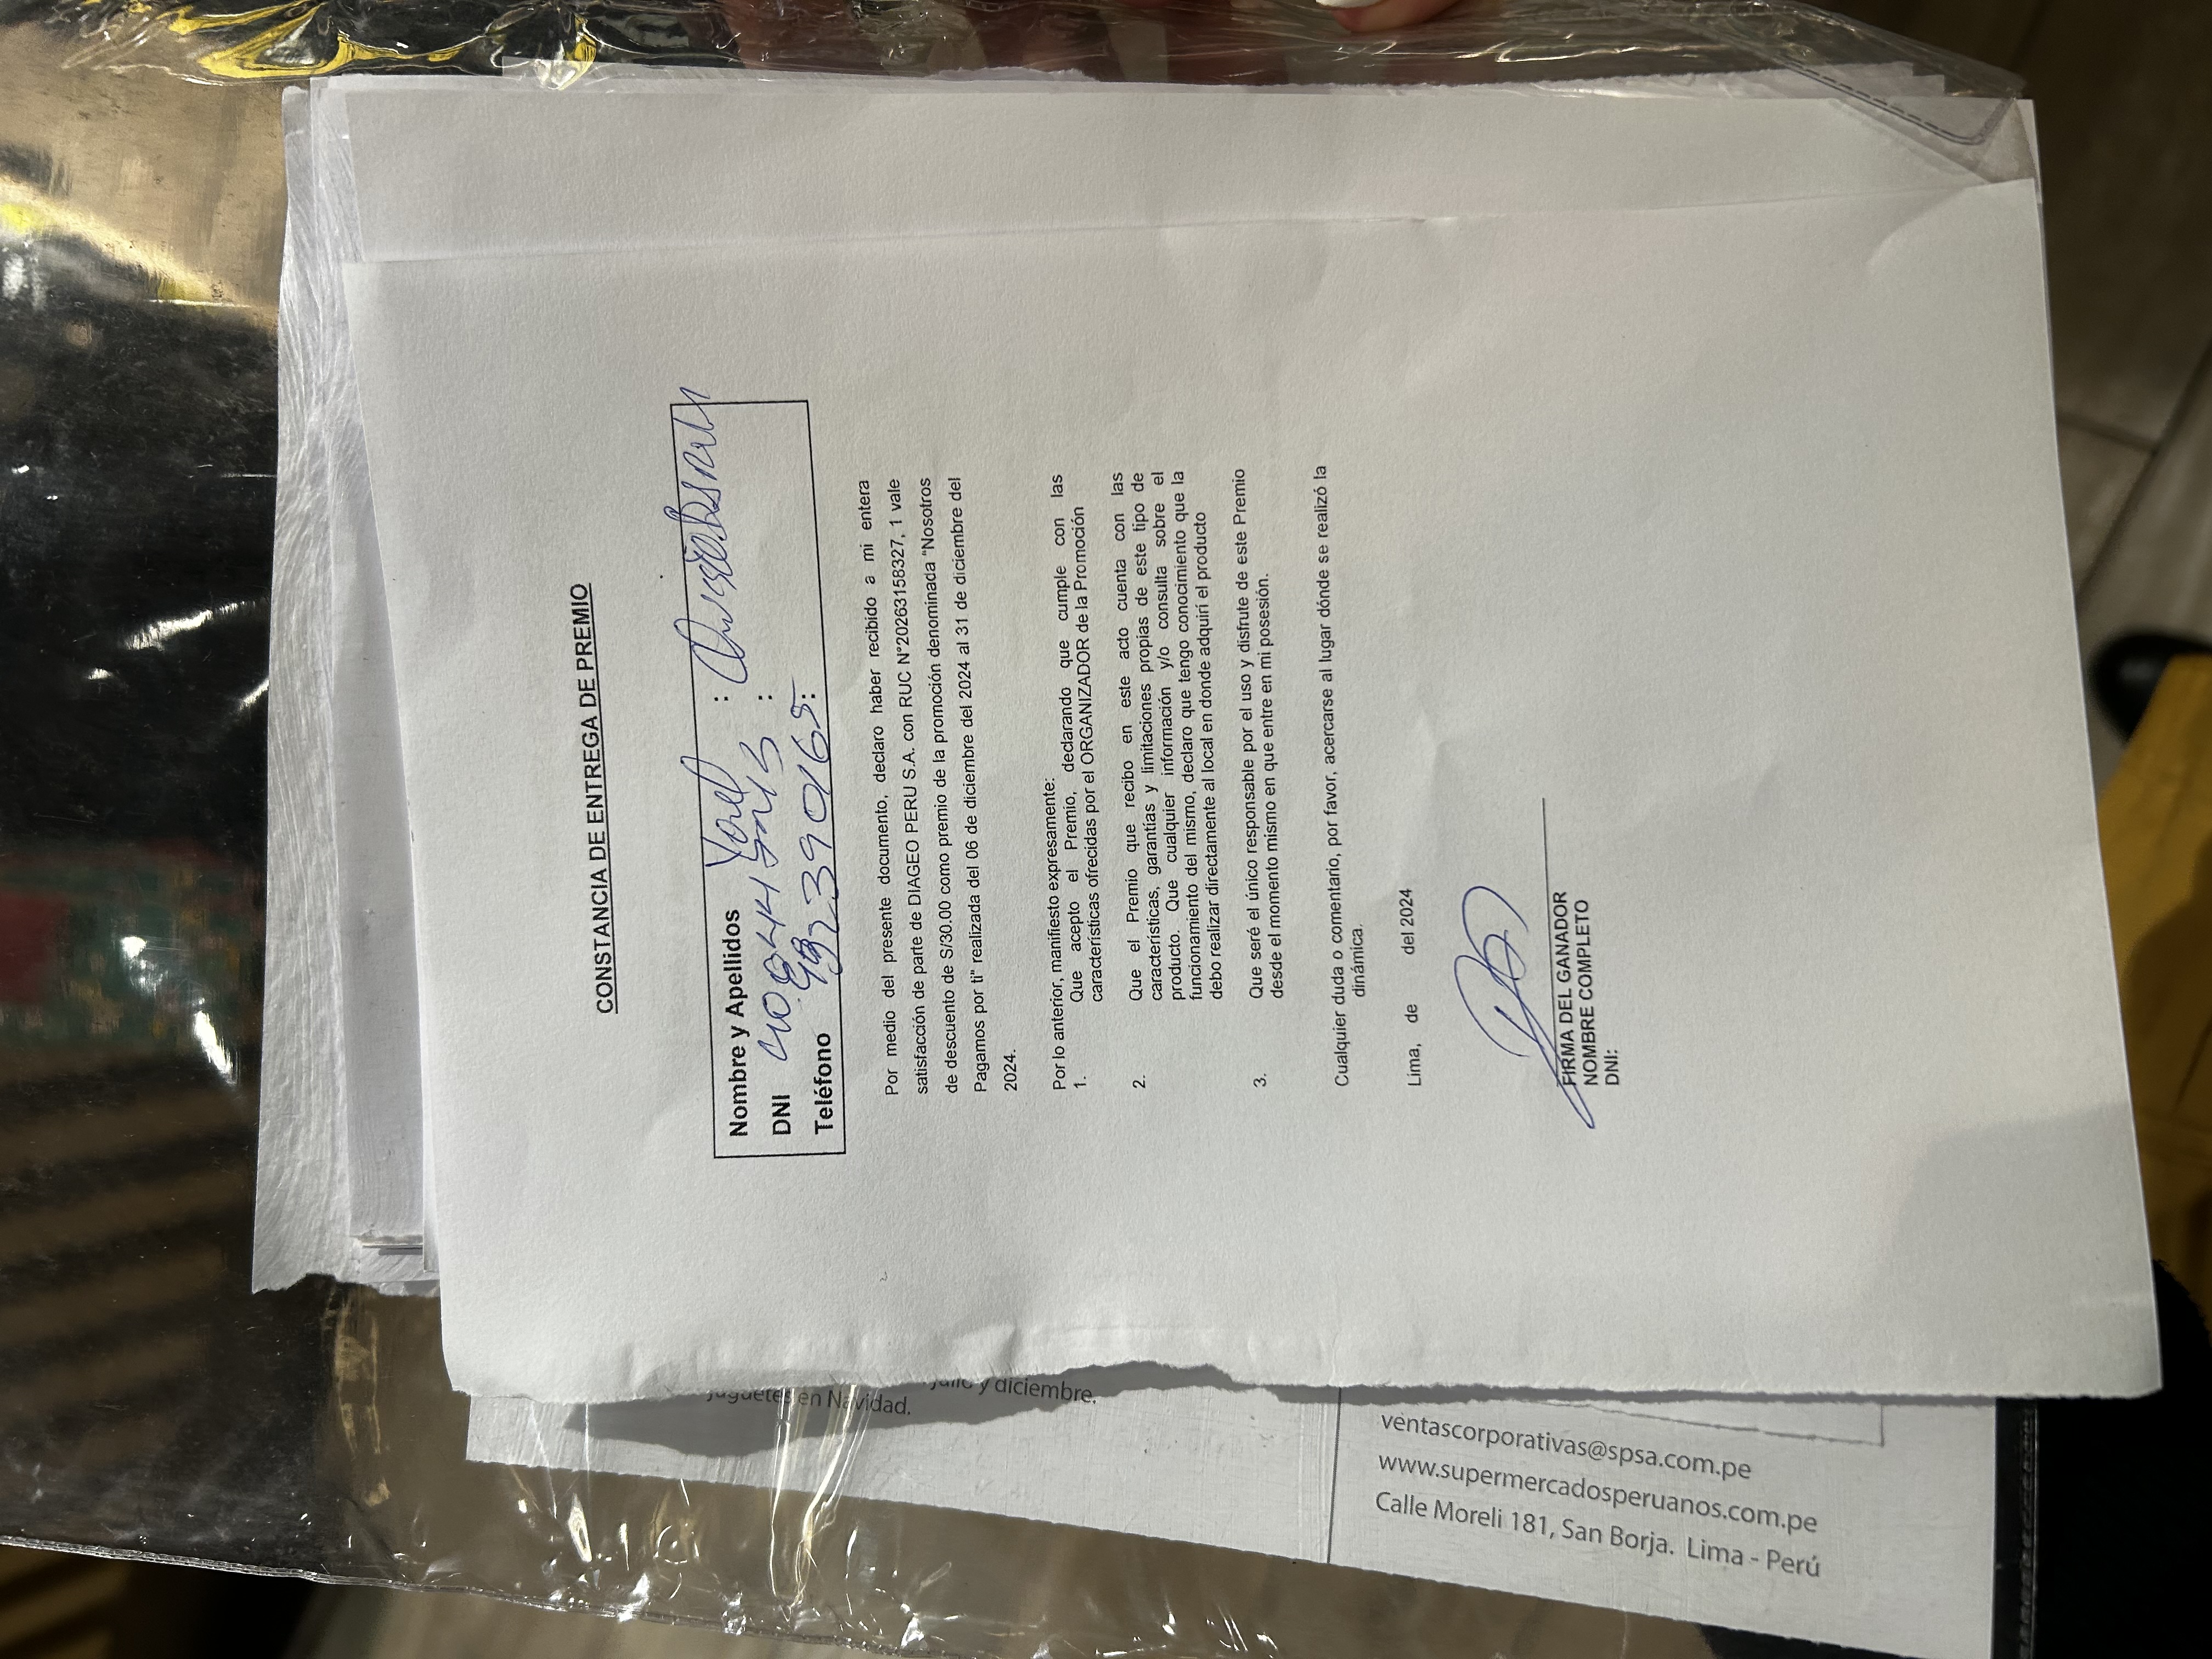 CONSTANCIA DE ENTREGA DE PREMIO
Nombre y Apellidos Yoel :
DNI :
Teléfono 932390165:
Por medio del presente documento, declaro haber recibido a mi entera
satisfacción de parte de DIAGEO PERU S.A. con RUC N°20263158327, 1 vale
de descuento de S/30.00 como premio de la promoción denominada "Nosotros
Pagamos por ti" realizada del 06 de diciembre del 2024 al 31 de diciembre del
2024.
Por lo anterior, manifiesto expresamente:
1. Que acepto el Premio, declarando que cumple con las
características ofrecidas por el ORGANIZADOR de la Promoción
2. Que el Premio que recibo en este acto cuenta con las
características, garantías y limitaciones propias de este tipo de
producto. Que cualquier información y/o consulta sobre el
funcionamiento del mismo, declaro que tengo conocimiento que la
debo realizar directamente al local en donde adquirí el producto
3. Que seré el único responsable por el uso y disfrute de este Premio
desde el momento mismo en que entre en mi posesión.
Cualquier duda o comentario, por favor, acercarse al lugar dónde se realizó la
dinámica.
Lima, de del 2024
FIRMA DEL GANADOR
NOMBRE COMPLETO
DNI:
juguetes en Navidad.
julio y diciembre.
ventascorporativas@spsa.com.pe
www.supermercadosperuanos.com.pe
Calle Moreli 181, San Borja. Lima - Perú